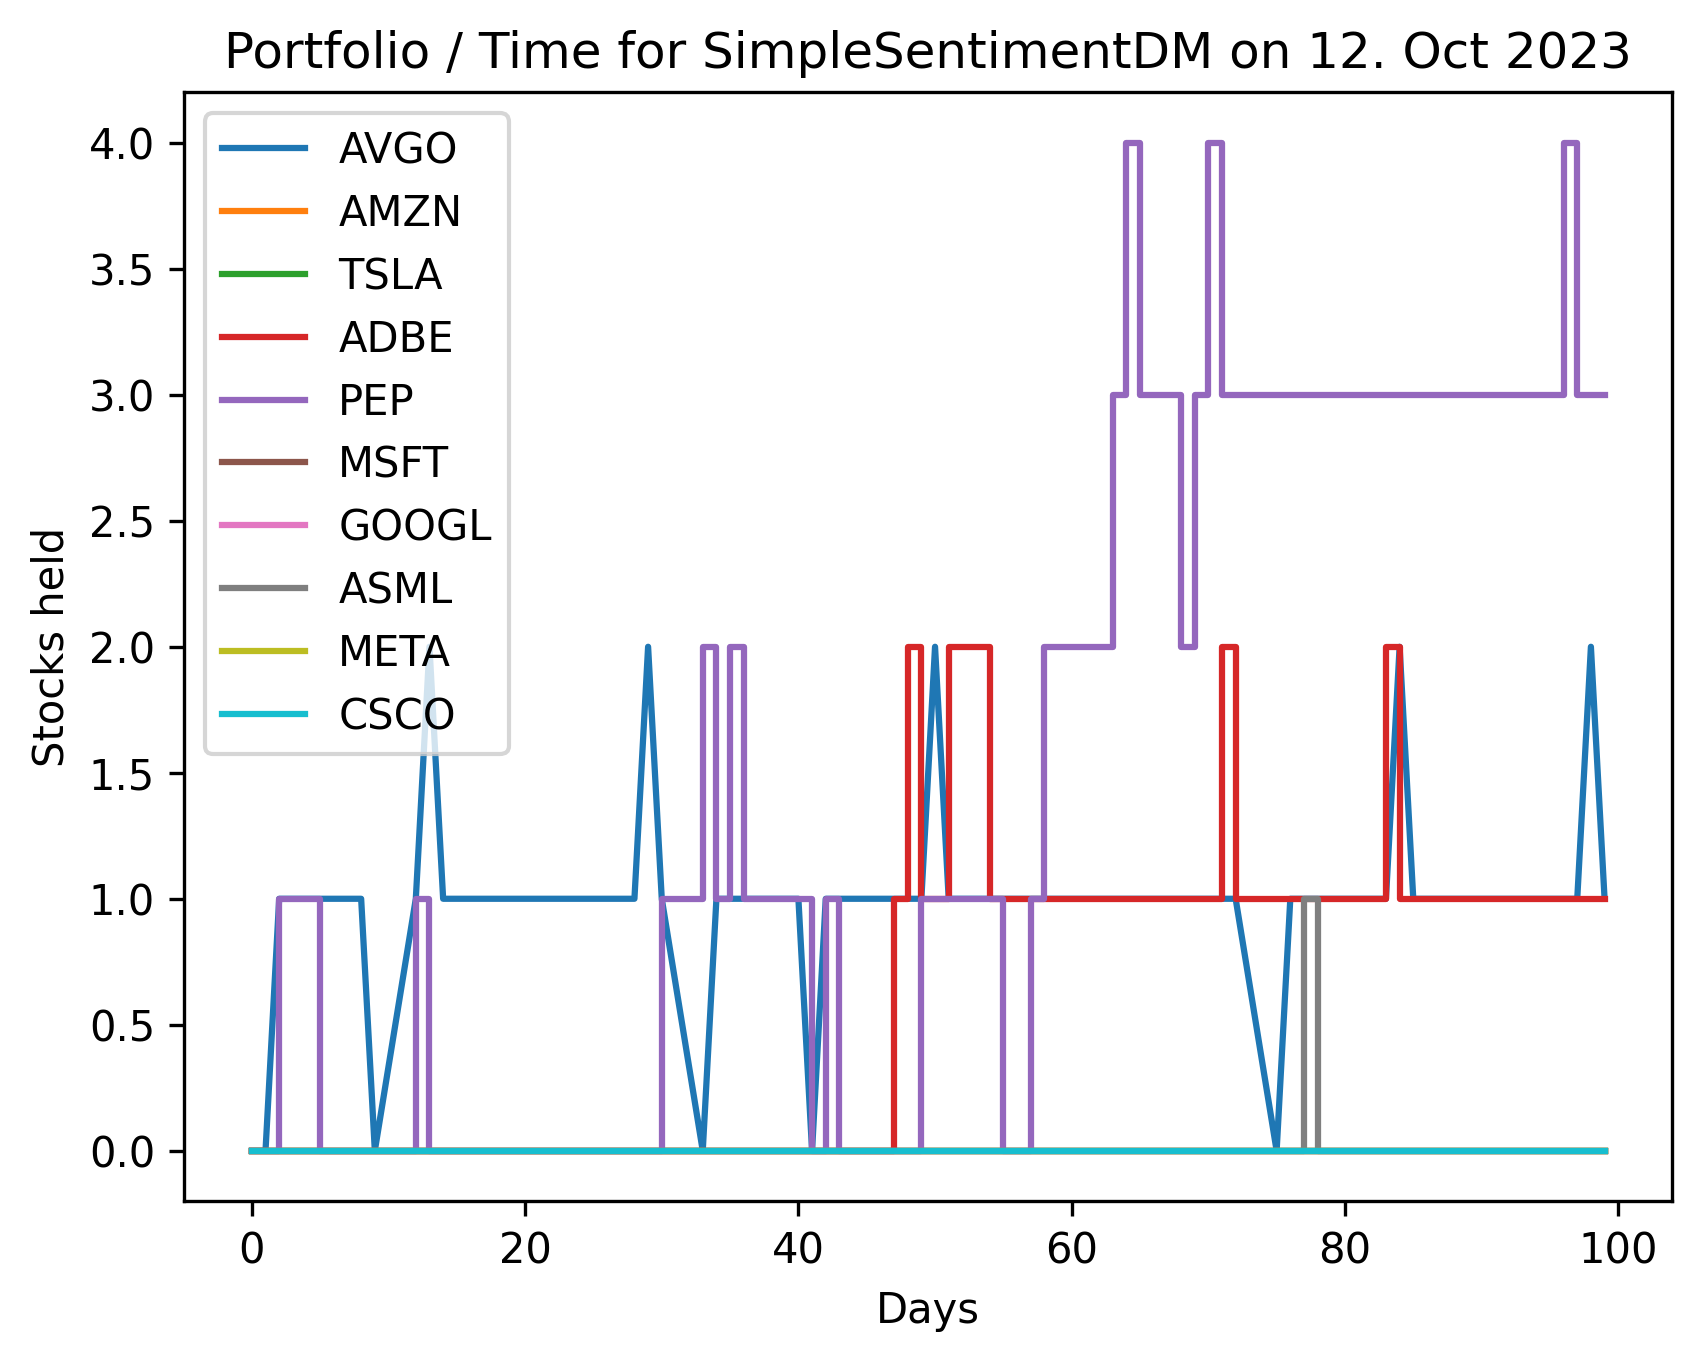 Portfolio / Time for SimpleSentimentDM on 12. Oct 2023
AVGO
AMZN
TSLA
ADBE
PEP
MSFT
GOOGL
ASML
META
CSCO
4.0
3.5
3.0
2.5
2.0
1.5
1.0
0.5
0.0
Stocks held
0 20 40 60 80 100
Days